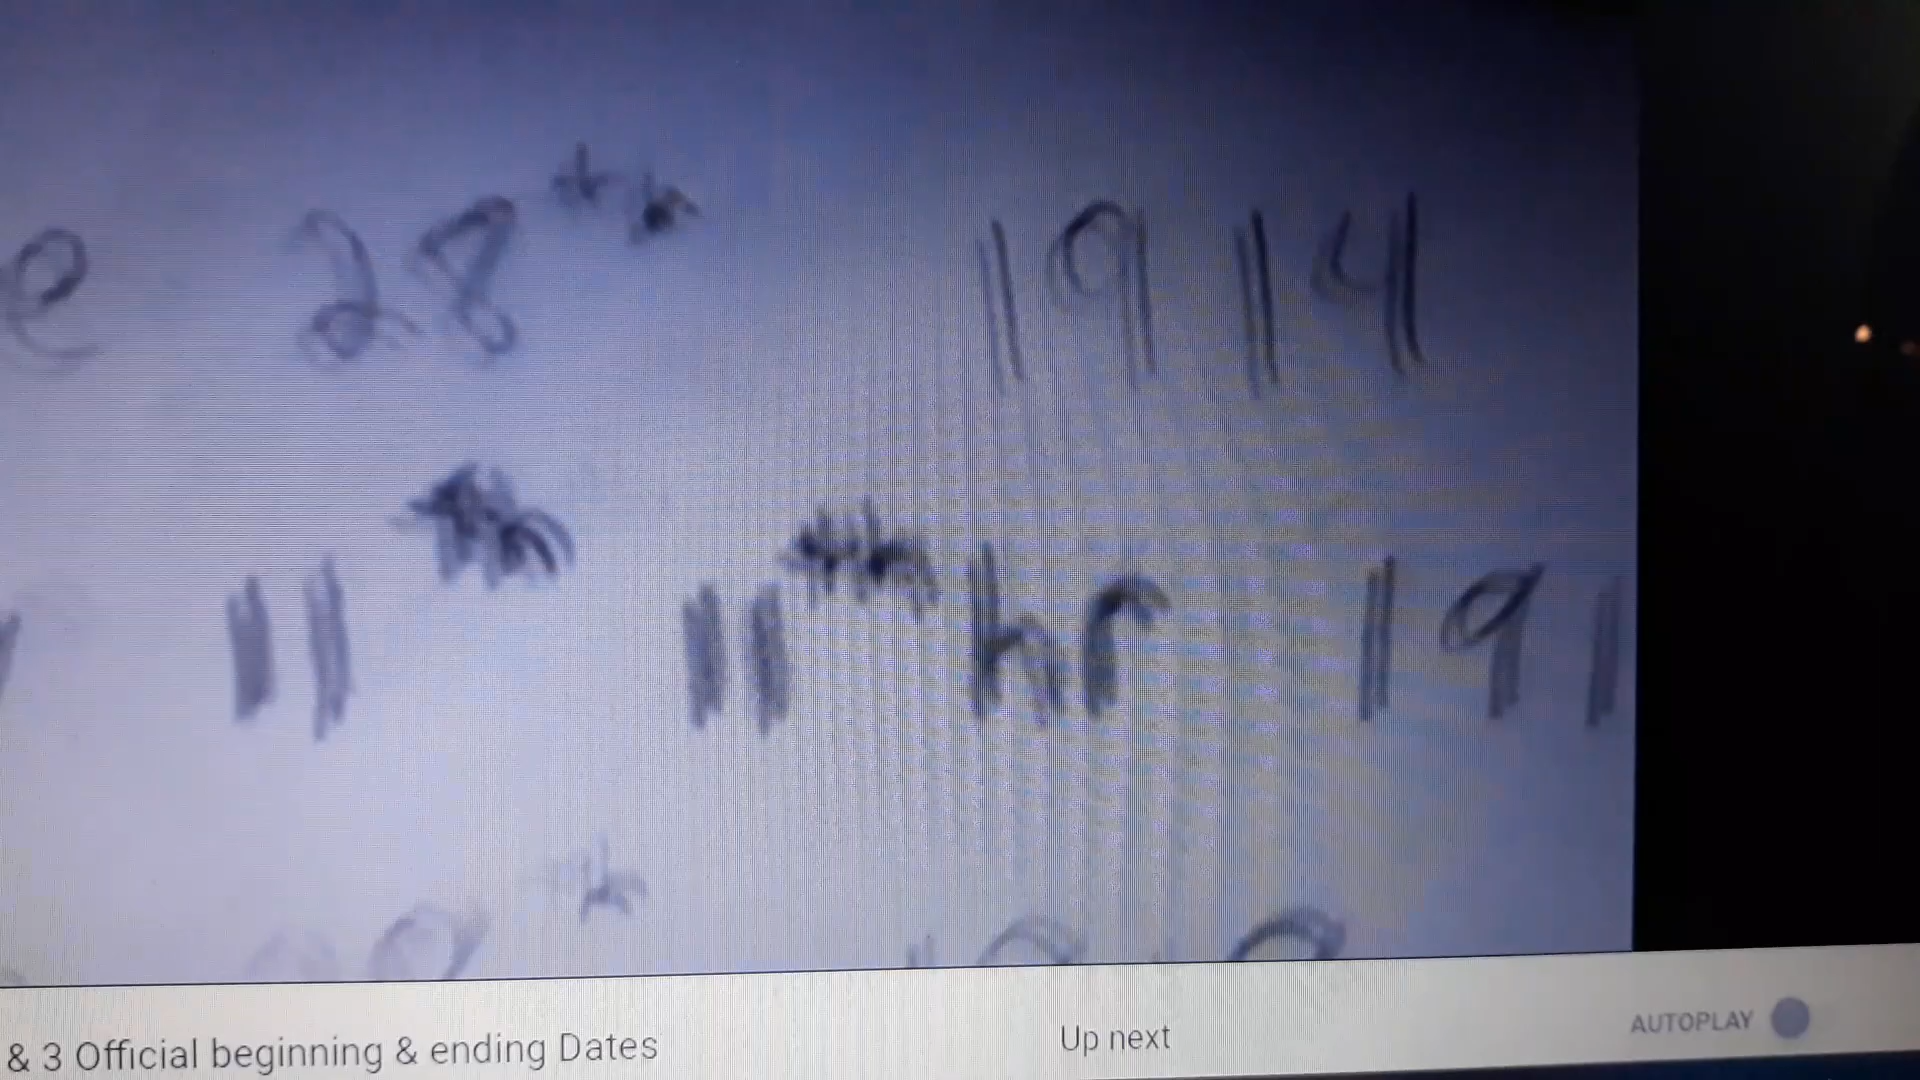 e 28th 1914
11th 11th hr 191
& 3 Official beginning & ending Dates
Up next
AUTOPLAY